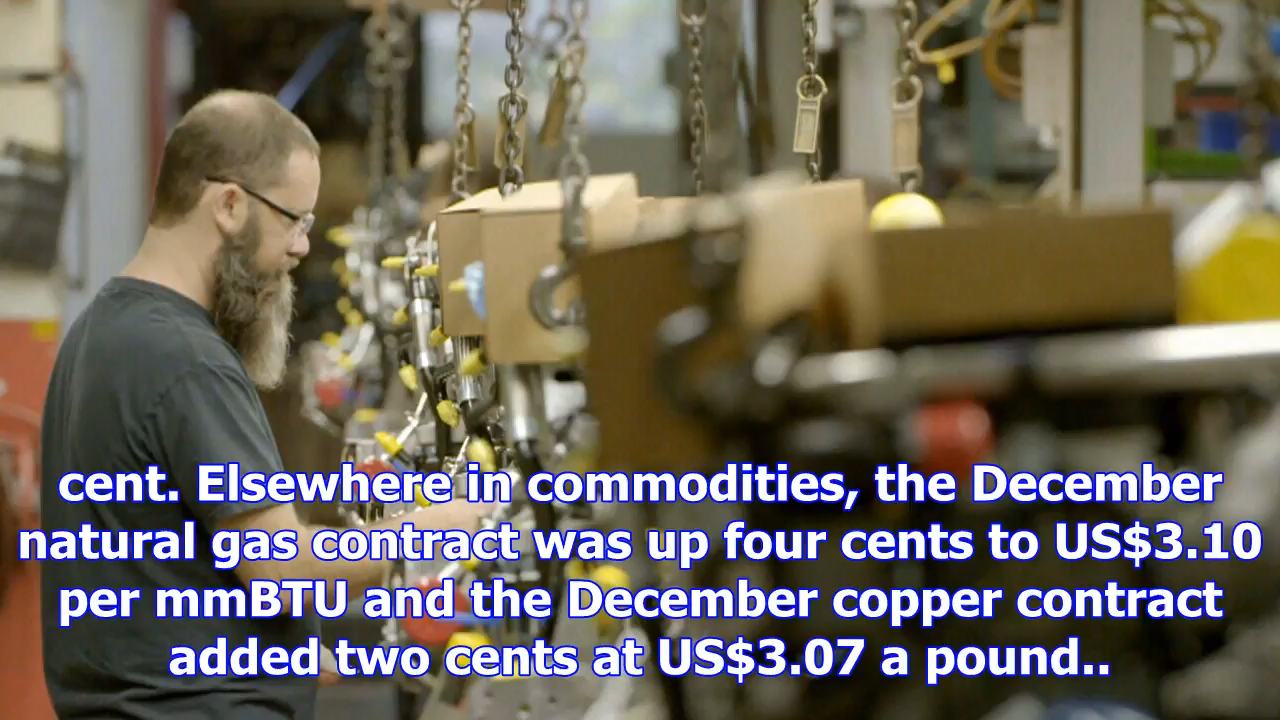 cent. Elsewhere in commodities, the December
natural gas contract was up four cents to US$3.10
per mmBTU and the December copper contract
added two cents at US$3.07 a pound..